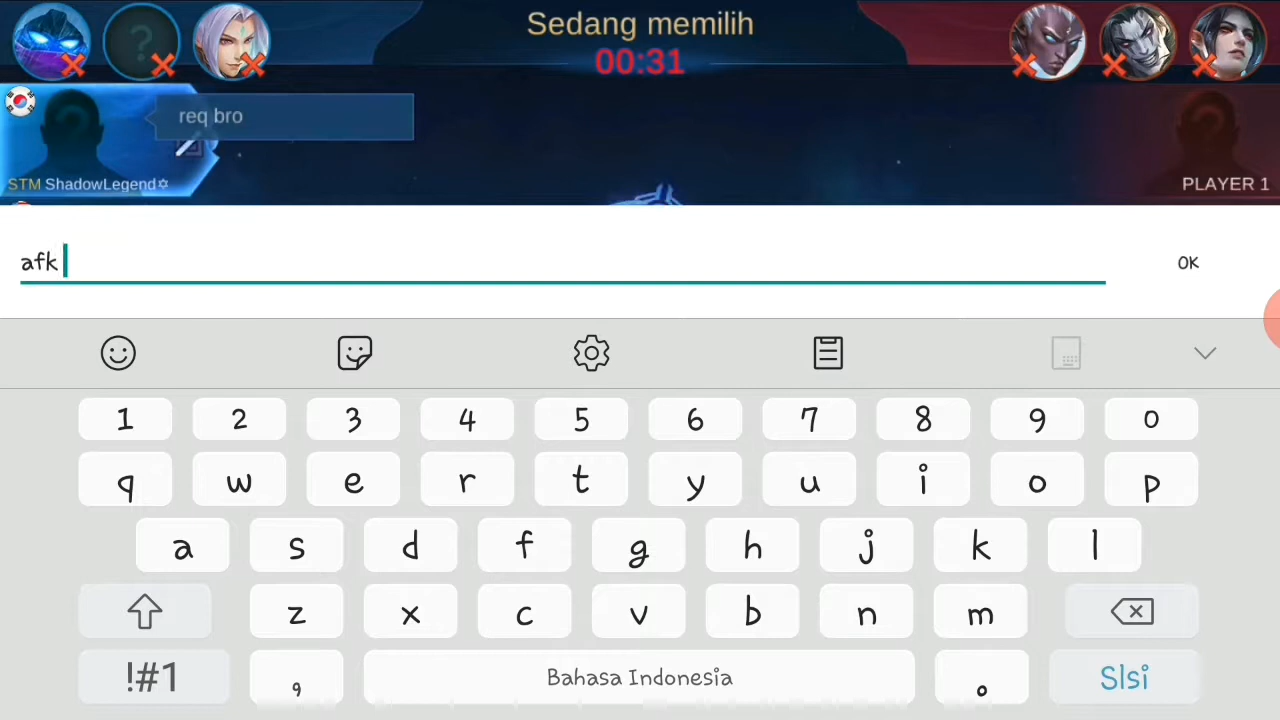 Sedang memilih
00:31
req bro
STM ShadowLegend✡
PLAYER 1
afk
OK
1 2 3 4 5 6 7 8 9 0
q w e r t y u i o p
a s d f g h j k l
z x c v b n m
!#1 , Bahasa Indonesia . Slsi